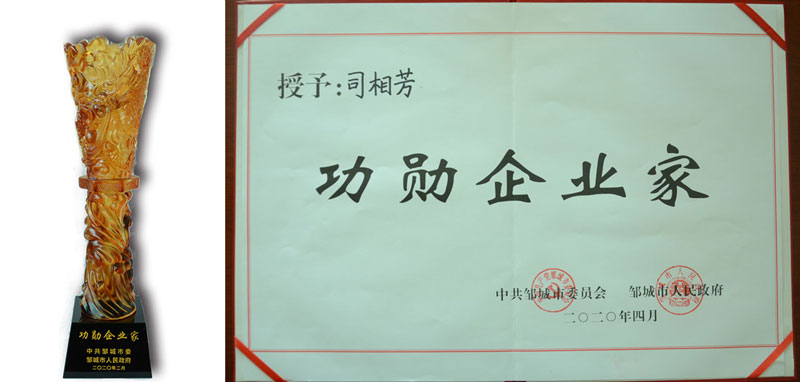 功勋企业家
中共邹城市委
邹城市人民政府
二〇二〇年二月
授予：司相芳
功勋企业家
中共邹城市委员会 邹城市人民政府
二〇二〇年四月